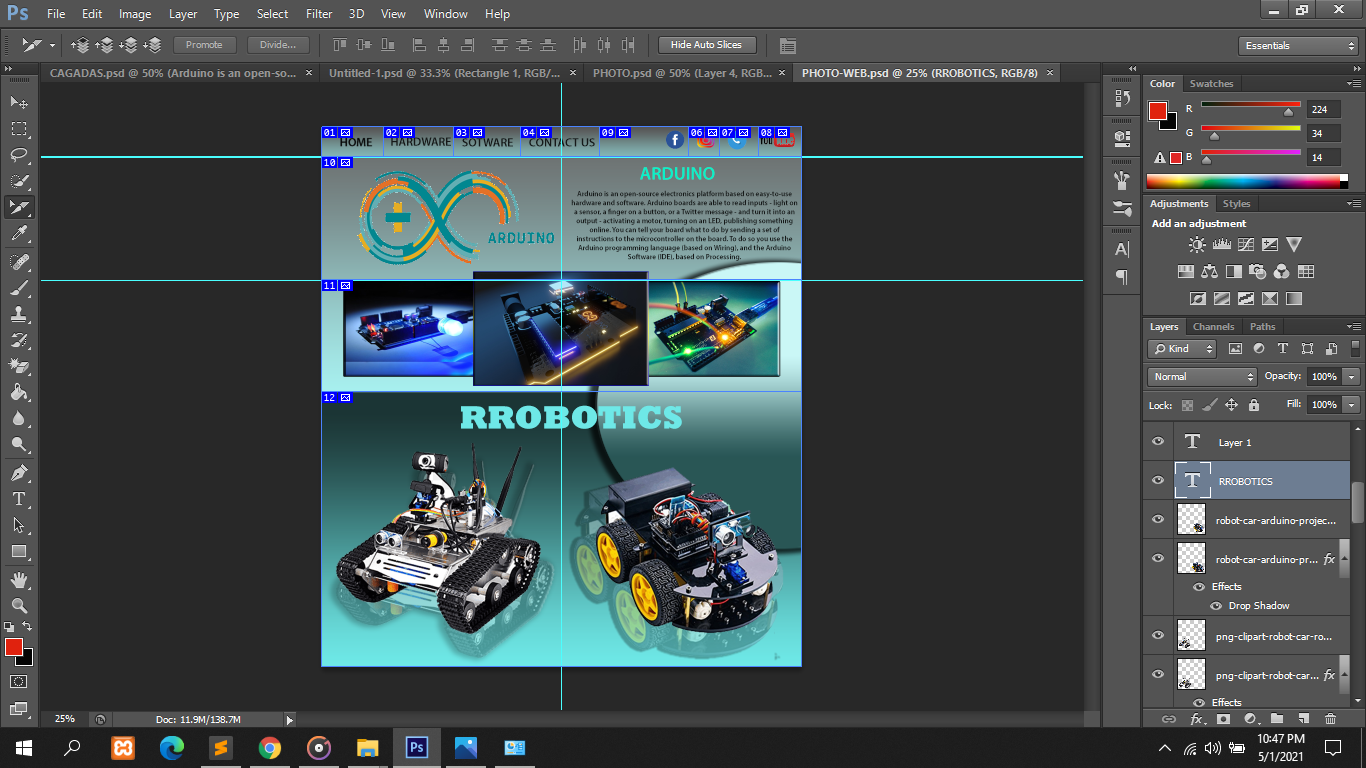 Ps File Edit Image Layer Type Select Filter 3D View Window Help
Promote Divide... Hide Auto Slices Essentials
CAGADAS.psd @ 50% (Arduino is an open-so... × Untitled-1.psd @ 33.3% (Rectangle 1, RGB/... × PHOTO.psd @ 50% (Layer 4, RGB... × PHOTO-WEB.psd @ 25% (RROBOTICS, RGB/8) ×
01 02 03 04 09 06 07 08
HOME HARDWARE SOTWARE CONTACT US
10
ARDUINO
Arduino is an open-source electronics platform based on easy-to-use
hardware and software. Arduino boards are able to read inputs - light on
a sensor, a finger on a button, or a Twitter message - and turn it into an
output - activating a motor, turning on an LED, publishing something
online. You can tell your board what to do by sending a set of
instructions to the microcontroller on the board. To do so you use the
Arduino programming language (based on Wiring), and the Arduino
Software (IDE), based on Processing.
ARDUINO
11
12
RROBOTICS
Color Swatches
R 224
G 34
B 14
Adjustments Styles
Add an adjustment
Layers Channels Paths
Kind
Normal Opacity: 100%
Lock: Fill: 100%
T Layer 1
T RROBOTICS
robot-car-arduino-projec...
robot-car-arduino-pr... fx
Effects
Drop Shadow
png-clipart-robot-car-ro...
png-clipart-robot-car... fx
Effects
25% Doc: 11.9M/138.7M
Ps 10:47 PM
5/1/2021